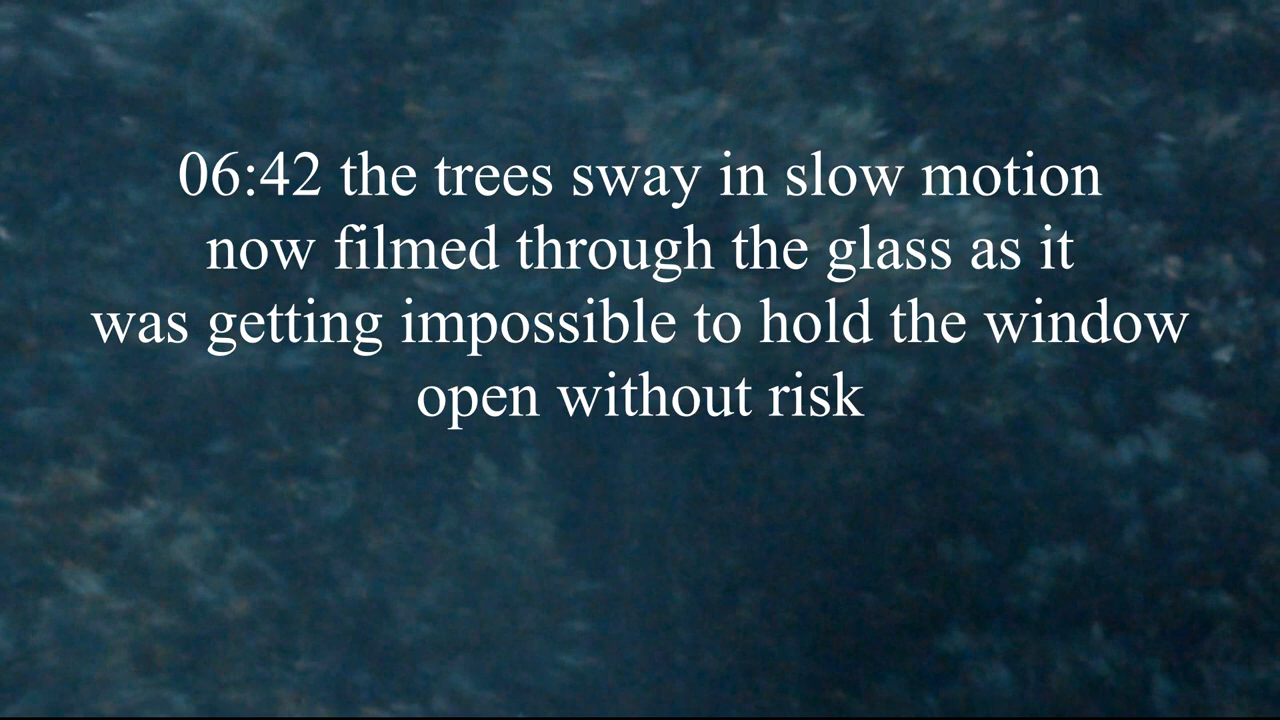 06:42 the trees sway in slow motion
now filmed through the glass as it
was getting impossible to hold the window
open without risk